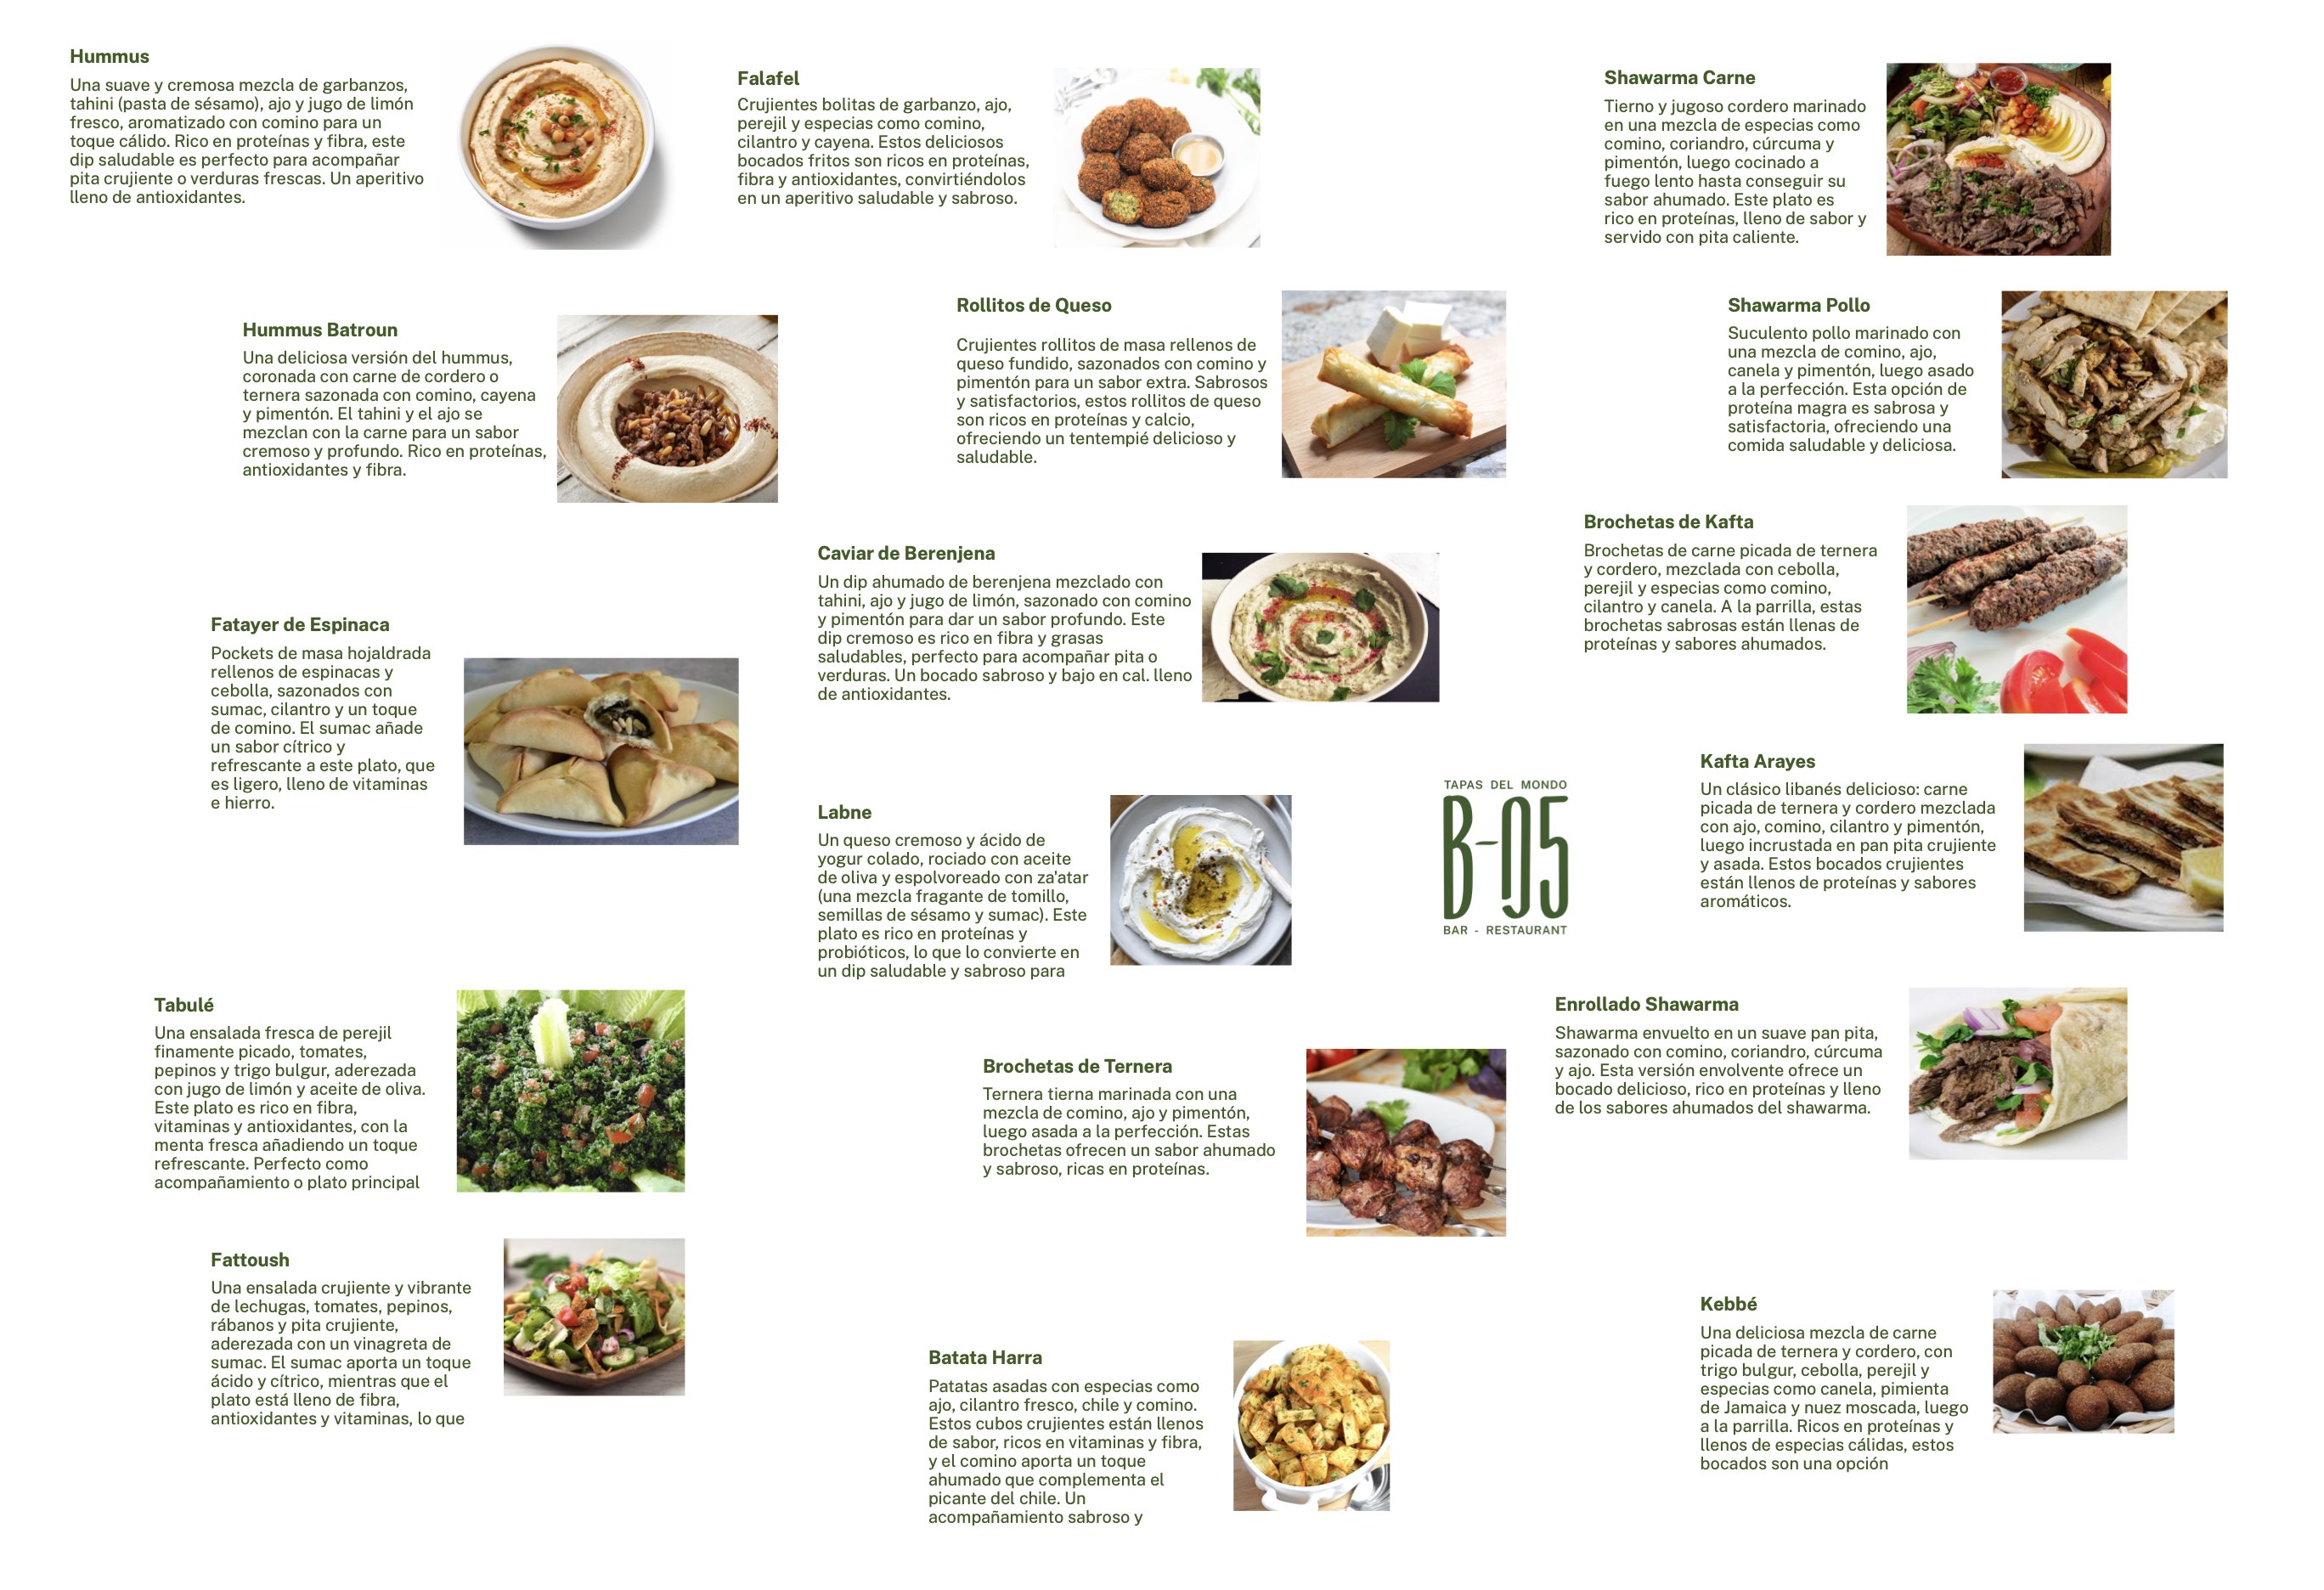 Hummus
Una suave y cremosa mezcla de garbanzos,
tahini (pasta de sésamo), ajo y jugo de limón
fresco, aromatizado con comino para un
toque cálido. Rico en proteínas y fibra, este
dip saludable es perfecto para acompañar
pita crujiente o verduras frescas. Un aperitivo
lleno de antioxidantes.
Hummus Batroun
Una deliciosa versión del hummus,
coronada con carne de cordero o
ternera sazonada con comino, cayena
y pimentón. El tahini y el ajo se
mezclan con la carne para un sabor
cremoso y profundo. Rico en proteínas,
antioxidantes y fibra.
Fatayer de Espinaca
Pockets de masa hojaldrada
rellenos de espinacas y
cebolla, sazonados con
sumac, cilantro y un toque
de comino. El sumac añade
un sabor cítrico y
refrescante a este plato, que
es ligero, lleno de vitaminas
e hierro.
Tabulé
Una ensalada fresca de perejil
finamente picado, tomates,
pepinos y trigo bulgur, aderezada
con jugo de limón y aceite de oliva.
Este plato es rico en fibra,
vitaminas y antioxidantes, con la
menta fresca añadiendo un toque
refrescante. Perfecto como
acompañamiento o plato principal
Fattoush
Una ensalada crujiente y vibrante
de lechugas, tomates, pepinos,
rábanos y pita crujiente,
aderezada con un vinagreta de
sumac. El sumac aporta un toque
ácido y cítrico, mientras que el
plato está lleno de fibra,
antioxidantes y vitaminas, lo que
Falafel
Crujientes bolitas de garbanzo, ajo,
perejil y especias como comino,
cilantro y cayena. Estos deliciosos
bocados fritos son ricos en proteínas,
fibra y antioxidantes, convirtiéndolos
en un aperitivo saludable y sabroso.
Rollitos de Queso
Crujientes rollitos de masa rellenos de
queso fundido, sazonados con comino y
pimentón para un sabor extra. Sabrosos
y satisfactorios, estos rollitos de queso
son ricos en proteínas y calcio,
ofreciendo un tentempié delicioso y
saludable.
Caviar de Berenjena
Un dip ahumado de berenjena mezclado con
tahini, ajo y jugo de limón, sazonado con comino
y pimentón para dar un sabor profundo. Este
dip cremoso es rico en fibra y grasas
saludables, perfecto para acompañar pita o
verduras. Un bocado sabroso y bajo en cal. lleno
de antioxidantes.
Labne
Un queso cremoso y ácido de
yogur colado, rociado con aceite
de oliva y espolvoreado con za'atar
(una mezcla fragante de tomillo,
semillas de sésamo y sumac). Este
plato es rico en proteínas y
probióticos, lo que lo convierte en
un dip saludable y sabroso para
Brochetas de Ternera
Ternera tierna marinada con una
mezcla de comino, ajo y pimentón,
luego asada a la perfección. Estas
brochetas ofrecen un sabor ahumado
y sabroso, ricas en proteínas.
Batata Harra
Patatas asadas con especias como
ajo, cilantro fresco, chile y comino.
Estos cubos crujientes están llenos
de sabor, ricos en vitaminas y fibra,
y el comino aporta un toque
ahumado que complementa el
picante del chile. Un
acompañamiento sabroso y
TAPAS DEL MONDO
B-05
BAR - RESTAURANT
Shawarma Carne
Tierno y jugoso cordero marinado
en una mezcla de especias como
comino, coriandro, cúrcuma y
pimentón, luego cocinado a
fuego lento hasta conseguir su
sabor ahumado. Este plato es
rico en proteínas, lleno de sabor y
servido con pita caliente.
Shawarma Pollo
Suculento pollo marinado con
una mezcla de comino, ajo,
canela y pimentón, luego asado
a la perfección. Esta opción de
proteína magra es sabrosa y
satisfactoria, ofreciendo una
comida saludable y deliciosa.
Brochetas de Kafta
Brochetas de carne picada de ternera
y cordero, mezclada con cebolla,
perejil y especias como comino,
cilantro y canela. A la parrilla, estas
brochetas sabrosas están llenas de
proteínas y sabores ahumados.
Kafta Arayes
Un clásico libanés delicioso: carne
picada de ternera y cordero mezclada
con ajo, comino, cilantro y pimentón,
luego incrustada en pan pita crujiente
y asada. Estos bocados crujientes
están llenos de proteínas y sabores
aromáticos.
Enrollado Shawarma
Shawarma envuelto en un suave pan pita,
sazonado con comino, coriandro, cúrcuma
y ajo. Esta versión envolvente ofrece un
bocado delicioso, rico en proteínas y lleno
de los sabores ahumados del shawarma.
Kebbé
Una deliciosa mezcla de carne
picada de ternera y cordero, con
trigo bulgur, cebolla, perejil y
especias como canela, pimienta
de Jamaica y nuez moscada, luego
a la parrilla. Ricos en proteínas y
llenos de especias cálidas, estos
bocados son una opción